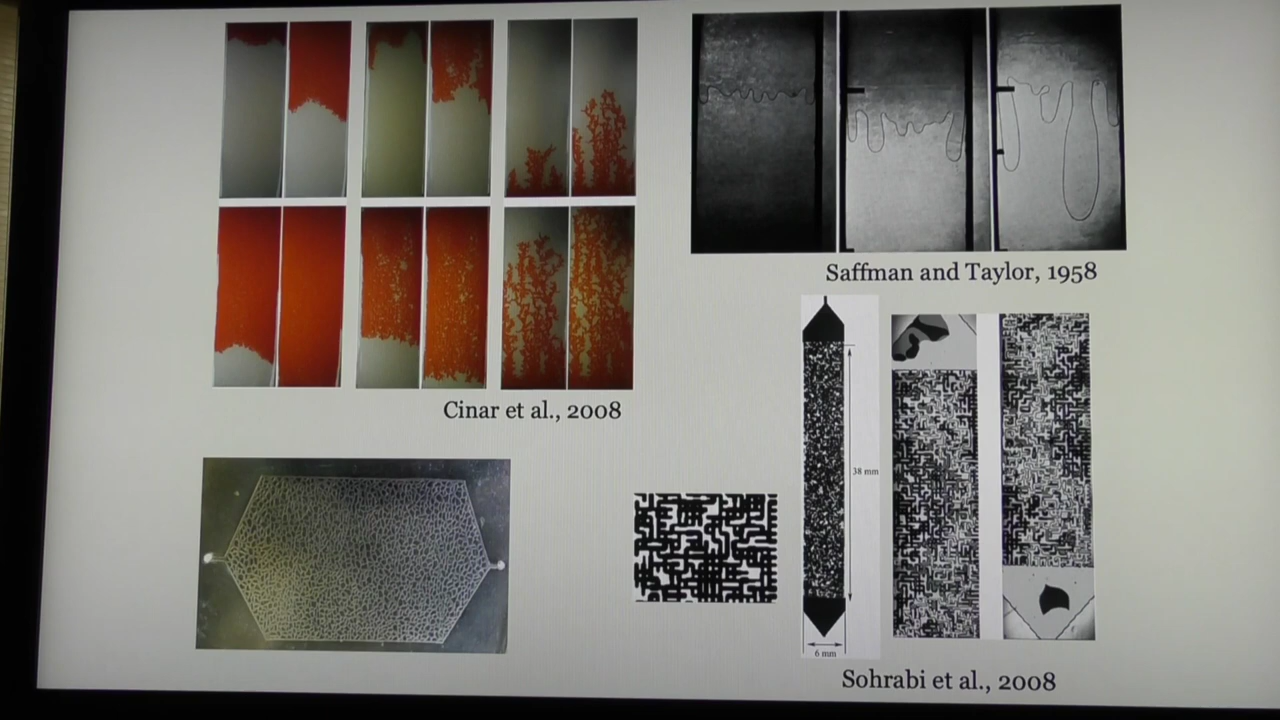 Saffman and Taylor, 1958
Cinar et al., 2008
38 mm
6 mm
Sohrabi et al., 2008